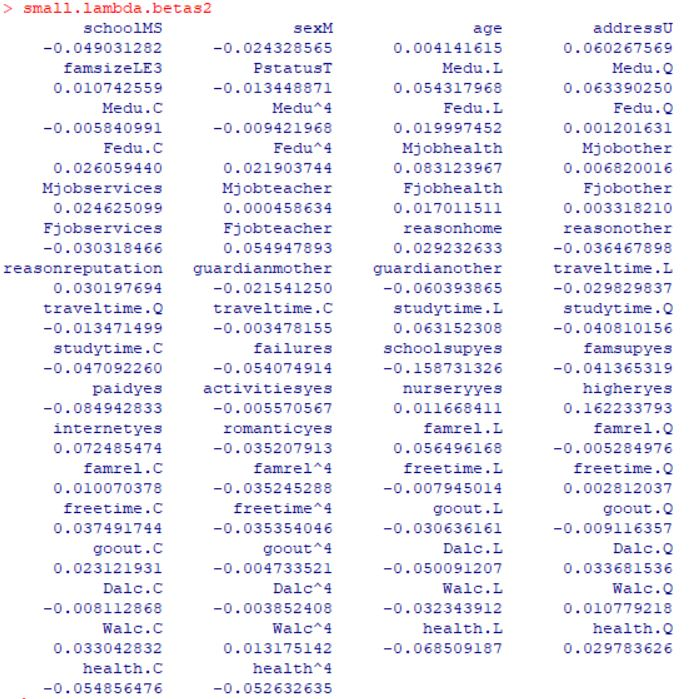 > small.lambda.betas2
schoolMS sexM age addressU
-0.049031282 -0.024328565 0.004141615 0.060267569
famsizeLE3 PstatusT Medu.L Medu.Q
0.010742559 -0.013448871 0.054317968 0.063390250
Medu.C Medu^4 Fedu.L Fedu.Q
-0.005840991 -0.009421968 0.019997452 0.001201631
Fedu.C Fedu^4 Mjobhealth Mjobother
0.026059440 0.021903744 0.083123967 0.006820016
Mjobservices Mjobteacher Fjobhealth Fjobother
0.024625099 0.000458634 0.017011511 0.003318210
Fjobservices Fjobteacher reasonhome reasonother
-0.030318466 0.054947893 0.029232633 -0.036467898
reasonreputation guardianmother guardianother traveltime.L
0.030197694 -0.021541250 -0.060393865 -0.029829837
traveltime.Q traveltime.C studytime.L studytime.Q
-0.013471499 -0.003478155 0.063152308 -0.040810156
studytime.C failures schoolsupyes famsupyes
-0.047092260 -0.054074914 -0.158731326 -0.041365319
paidyes activitiesyes nurseryyes higheryes
-0.084942833 -0.005570567 0.011668411 0.162233793
internetyes romanticyes famrel.L famrel.Q
0.072485474 -0.035207913 0.056496168 -0.005284976
famrel.C famrel^4 freetime.L freetime.Q
0.010070378 -0.035245288 -0.007945014 0.002812037
freetime.C freetime^4 goout.L goout.Q
0.037491744 -0.035354046 -0.030636161 -0.009116357
goout.C goout^4 Dalc.L Dalc.Q
0.023121931 -0.004733521 -0.050091207 0.033681536
Dalc.C Dalc^4 Walc.L Walc.Q
-0.008112868 -0.003852408 -0.032343912 0.010779218
Walc.C Walc^4 health.L health.Q
0.033042832 0.013175142 -0.068509187 0.029783626
health.C health^4
-0.054856476 -0.052632635